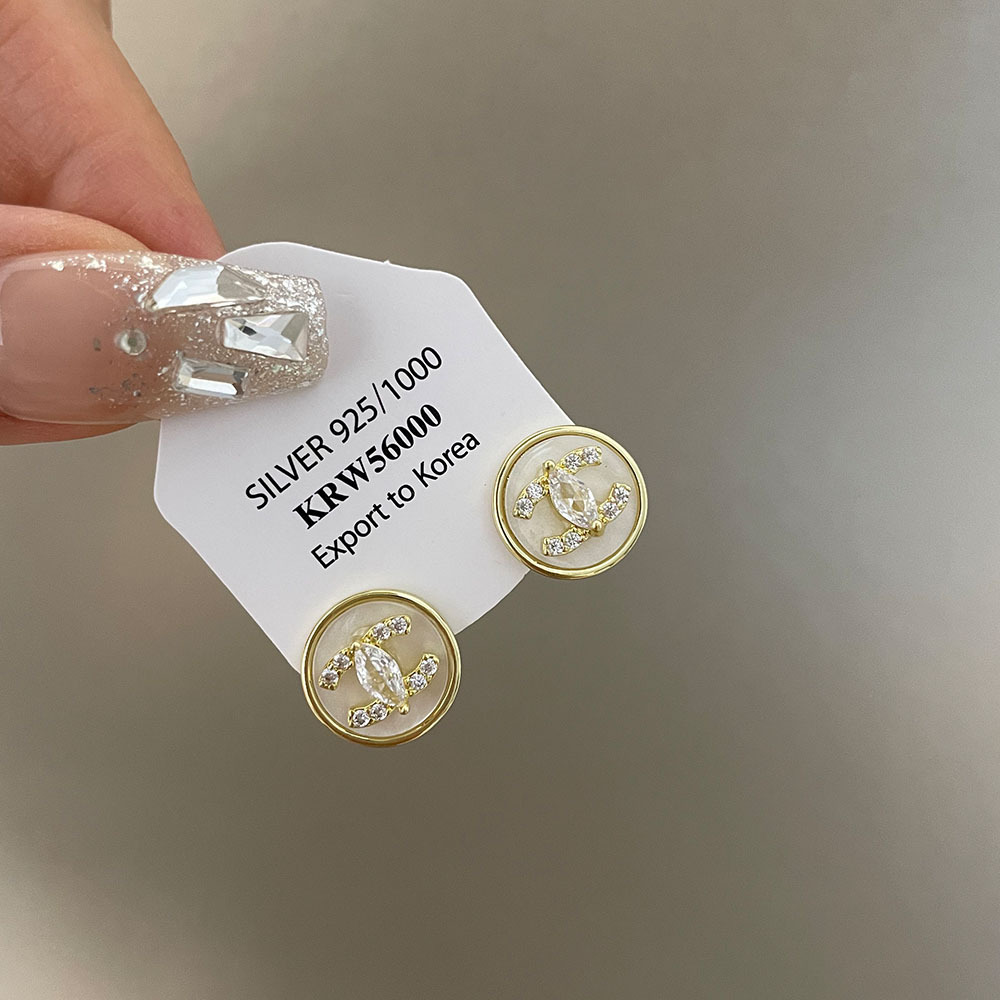 SILVER 925/1000
KRW56000
Export to Korea